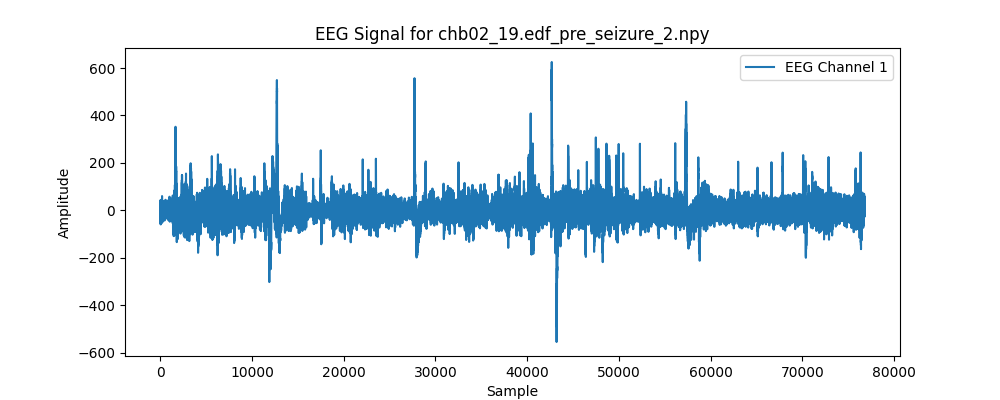 EEG Signal for chb02_19.edf_pre_seizure_2.npy
EEG Channel 1
Amplitude
600
400
200
0
−200
−400
−600
0 10000 20000 30000 40000 50000 60000 70000 80000
Sample